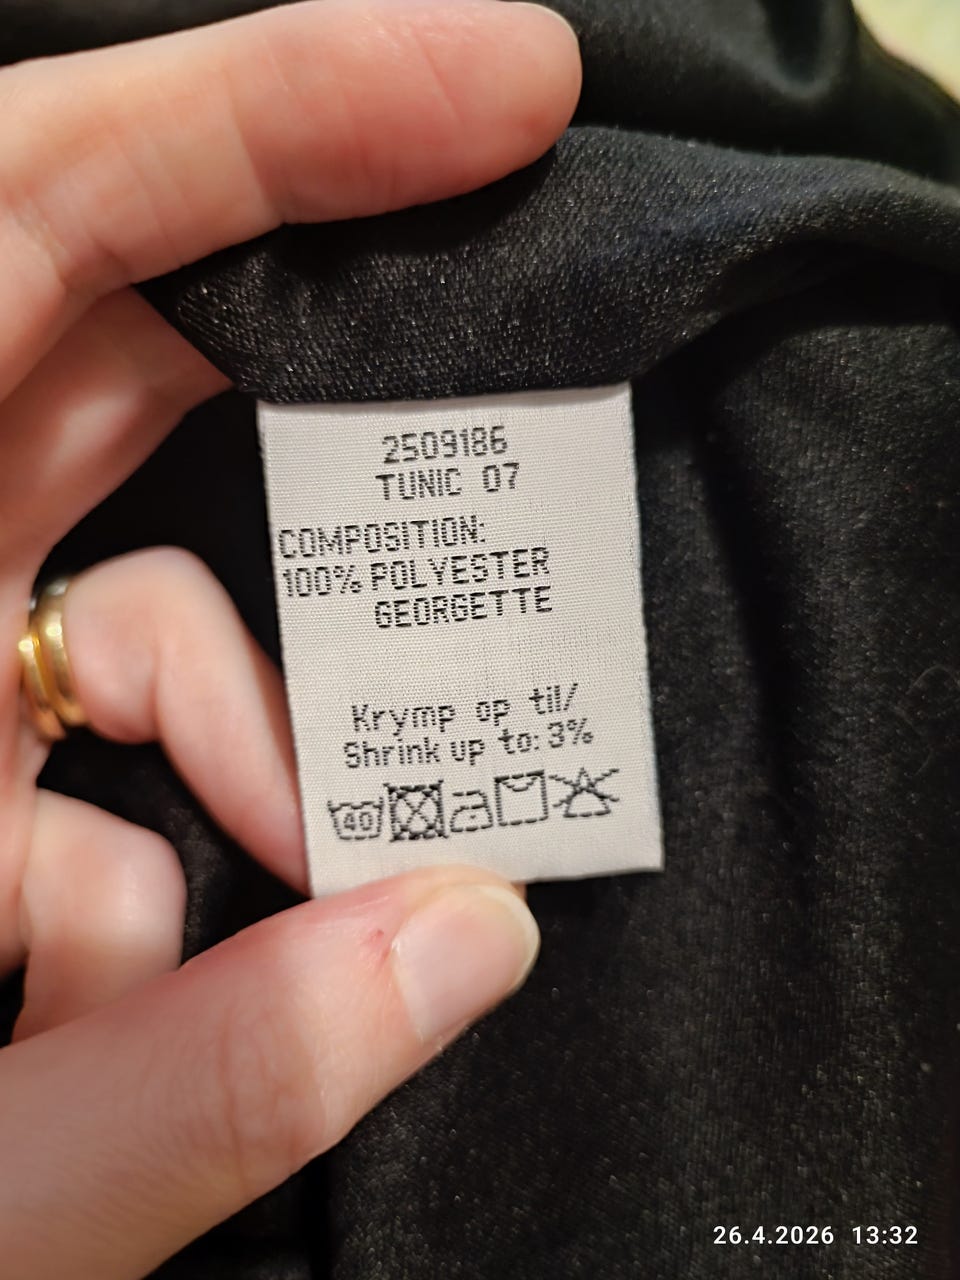 2509186
TUNIC 07
COMPOSITION:
100% POLYESTER
GEORGETTE
Krymp op til/
Shrink up to: 3%
40
26.4.2026 13:32